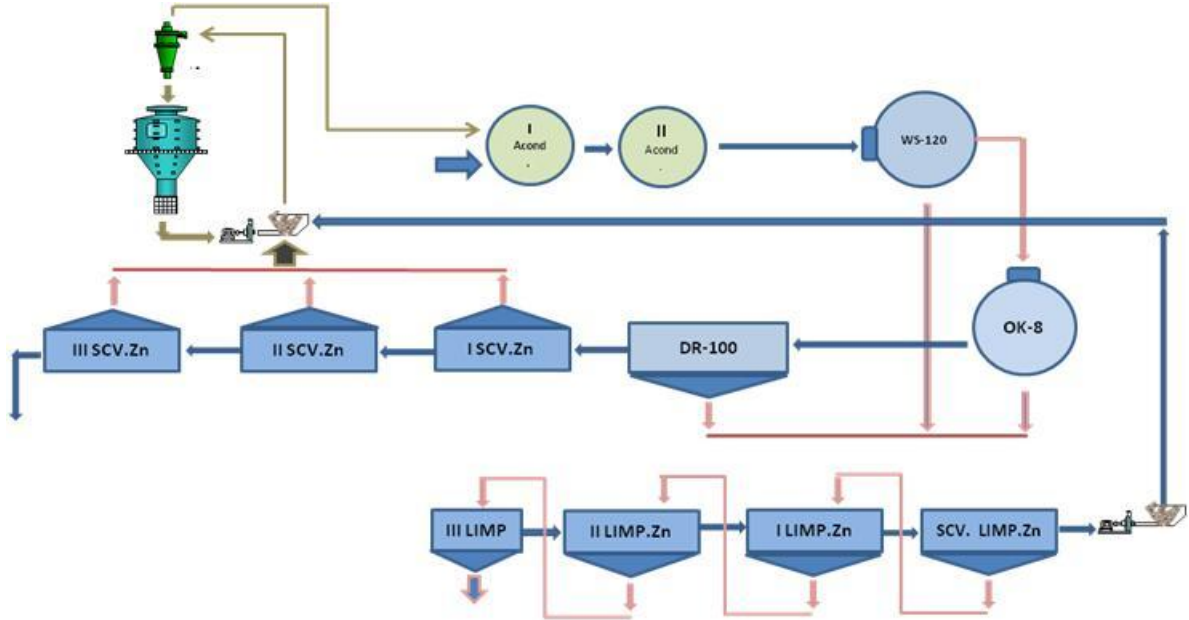 I
Acond
.
II
Acond
.
WS-120
OK-8
III SCV.Zn
II SCV.Zn
I SCV.Zn
DR-100
III LIMP
II LIMP.Zn
I LIMP.Zn
SCV. LIMP.Zn